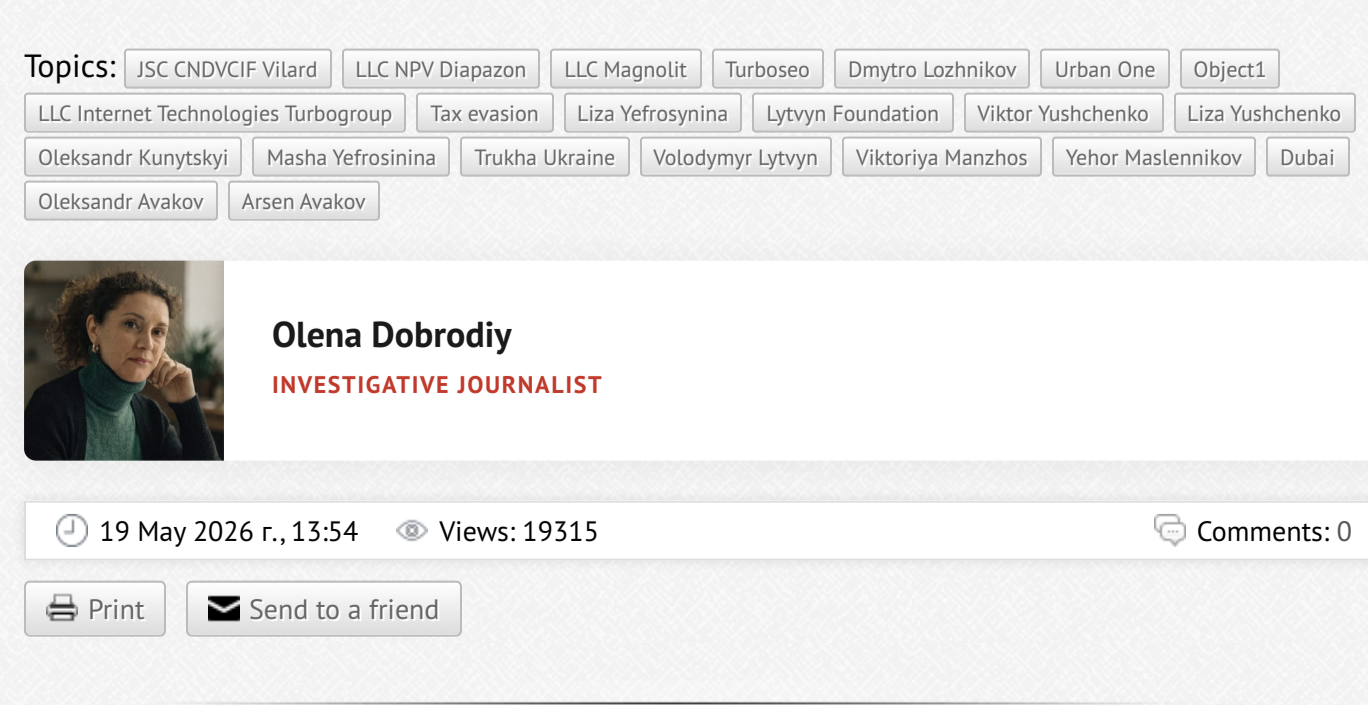 Topics: JSC CNDVCIF Vilard LLC NPV Diapazon LLC Magnolit Turboseo Dmytro Lozhnikov Urban One Object1
LLC Internet Technologies Turbogroup Tax evasion Liza Yefrosynina Lytvyn Foundation Viktor Yushchenko Liza Yushchenko
Oleksandr Kunytskyi Masha Yefrosinina Trukha Ukraine Volodymyr Lytvyn Viktoriya Manzhos Yehor Maslennikov Dubai
Oleksandr Avakov Arsen Avakov
Olena Dobrodiy
INVESTIGATIVE JOURNALIST
19 May 2026 г., 13:54 Views: 19315 Comments: 0
Print Send to a friend